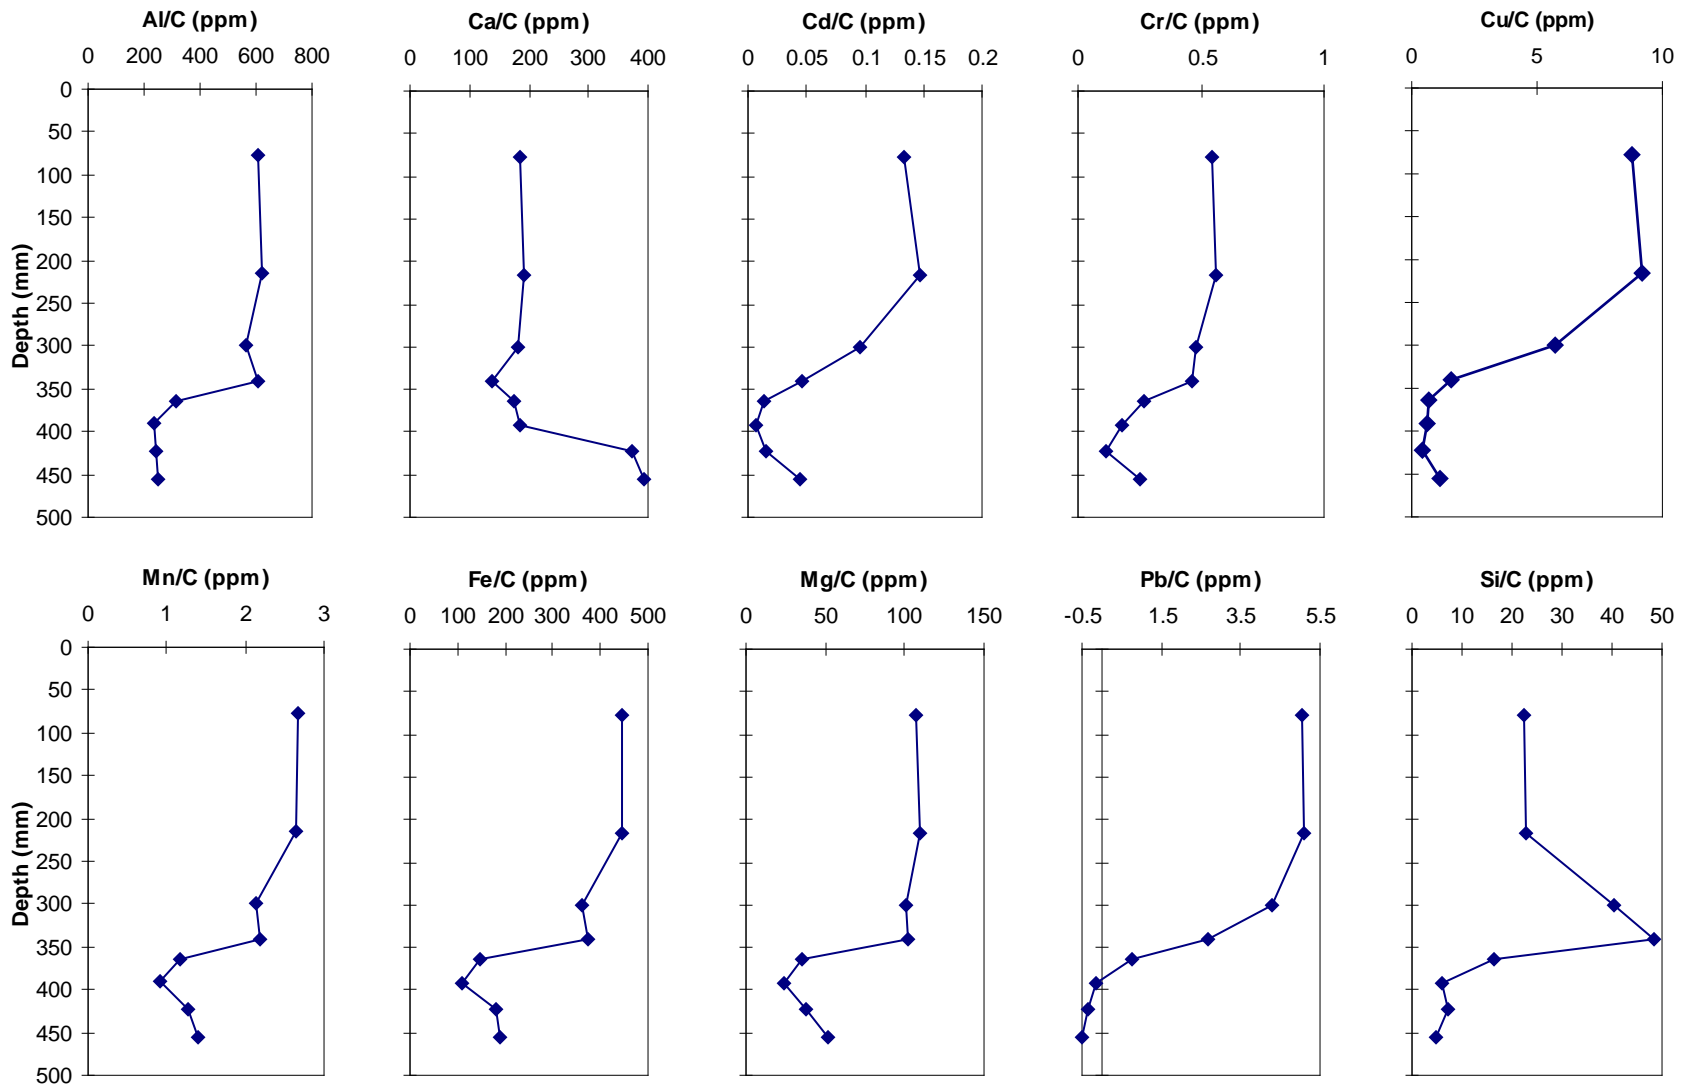 Al/C (ppm)
0 200 400 600 800
Ca/C (ppm)
0 100 200 300 400
Cd/C (ppm)
0 0.05 0.1 0.15 0.2
Cr/C (ppm)
0 0.5 1
Cu/C (ppm)
0 5 10
Depth (mm)
0
50
100
150
200
250
300
350
400
450
500
Mn/C (ppm)
0 1 2 3
Fe/C (ppm)
0 100 200 300 400 500
Mg/C (ppm)
0 50 100 150
Pb/C (ppm)
-0.5 1.5 3.5 5.5
Si/C (ppm)
0 10 20 30 40 50
Depth (mm)
0
50
100
150
200
250
300
350
400
450
500